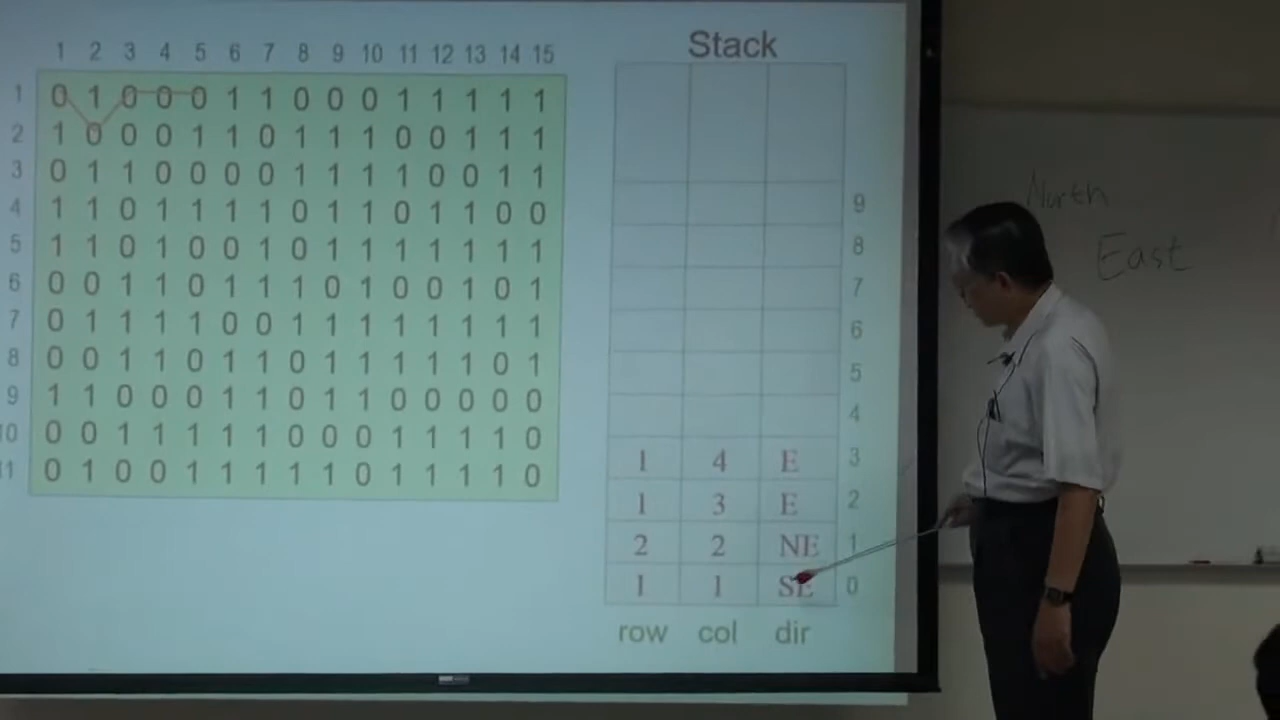 Stack
1 2 3 4 5 6 7 8 9 10 11 12 13 14 15
1 0 1 0 0 0 1 1 0 0 0 1 1 1 1 1
2 1 0 0 0 1 1 0 1 1 1 0 0 1 1 1
3 0 1 1 0 0 0 0 1 1 1 1 0 0 1 1
4 1 1 0 1 1 1 1 0 1 1 0 1 1 0 0
5 1 1 0 1 0 0 1 0 1 1 1 1 1 1 1
6 0 0 1 1 0 1 1 1 0 1 0 0 1 0 1
7 0 1 1 1 1 0 0 1 1 1 1 1 1 1 1
8 0 0 1 1 0 1 1 0 1 1 1 1 1 0 1
9 1 1 0 0 0 1 1 0 1 1 0 0 0 0 0
10 0 0 1 1 1 1 1 0 0 0 1 1 1 1 0
11 0 1 0 0 1 1 1 1 1 0 1 1 1 1 0
9
8
7
6
5
4
1 4 E 3
1 3 E 2
2 2 NE 1
1 1 SE 0
row col dir
North
East